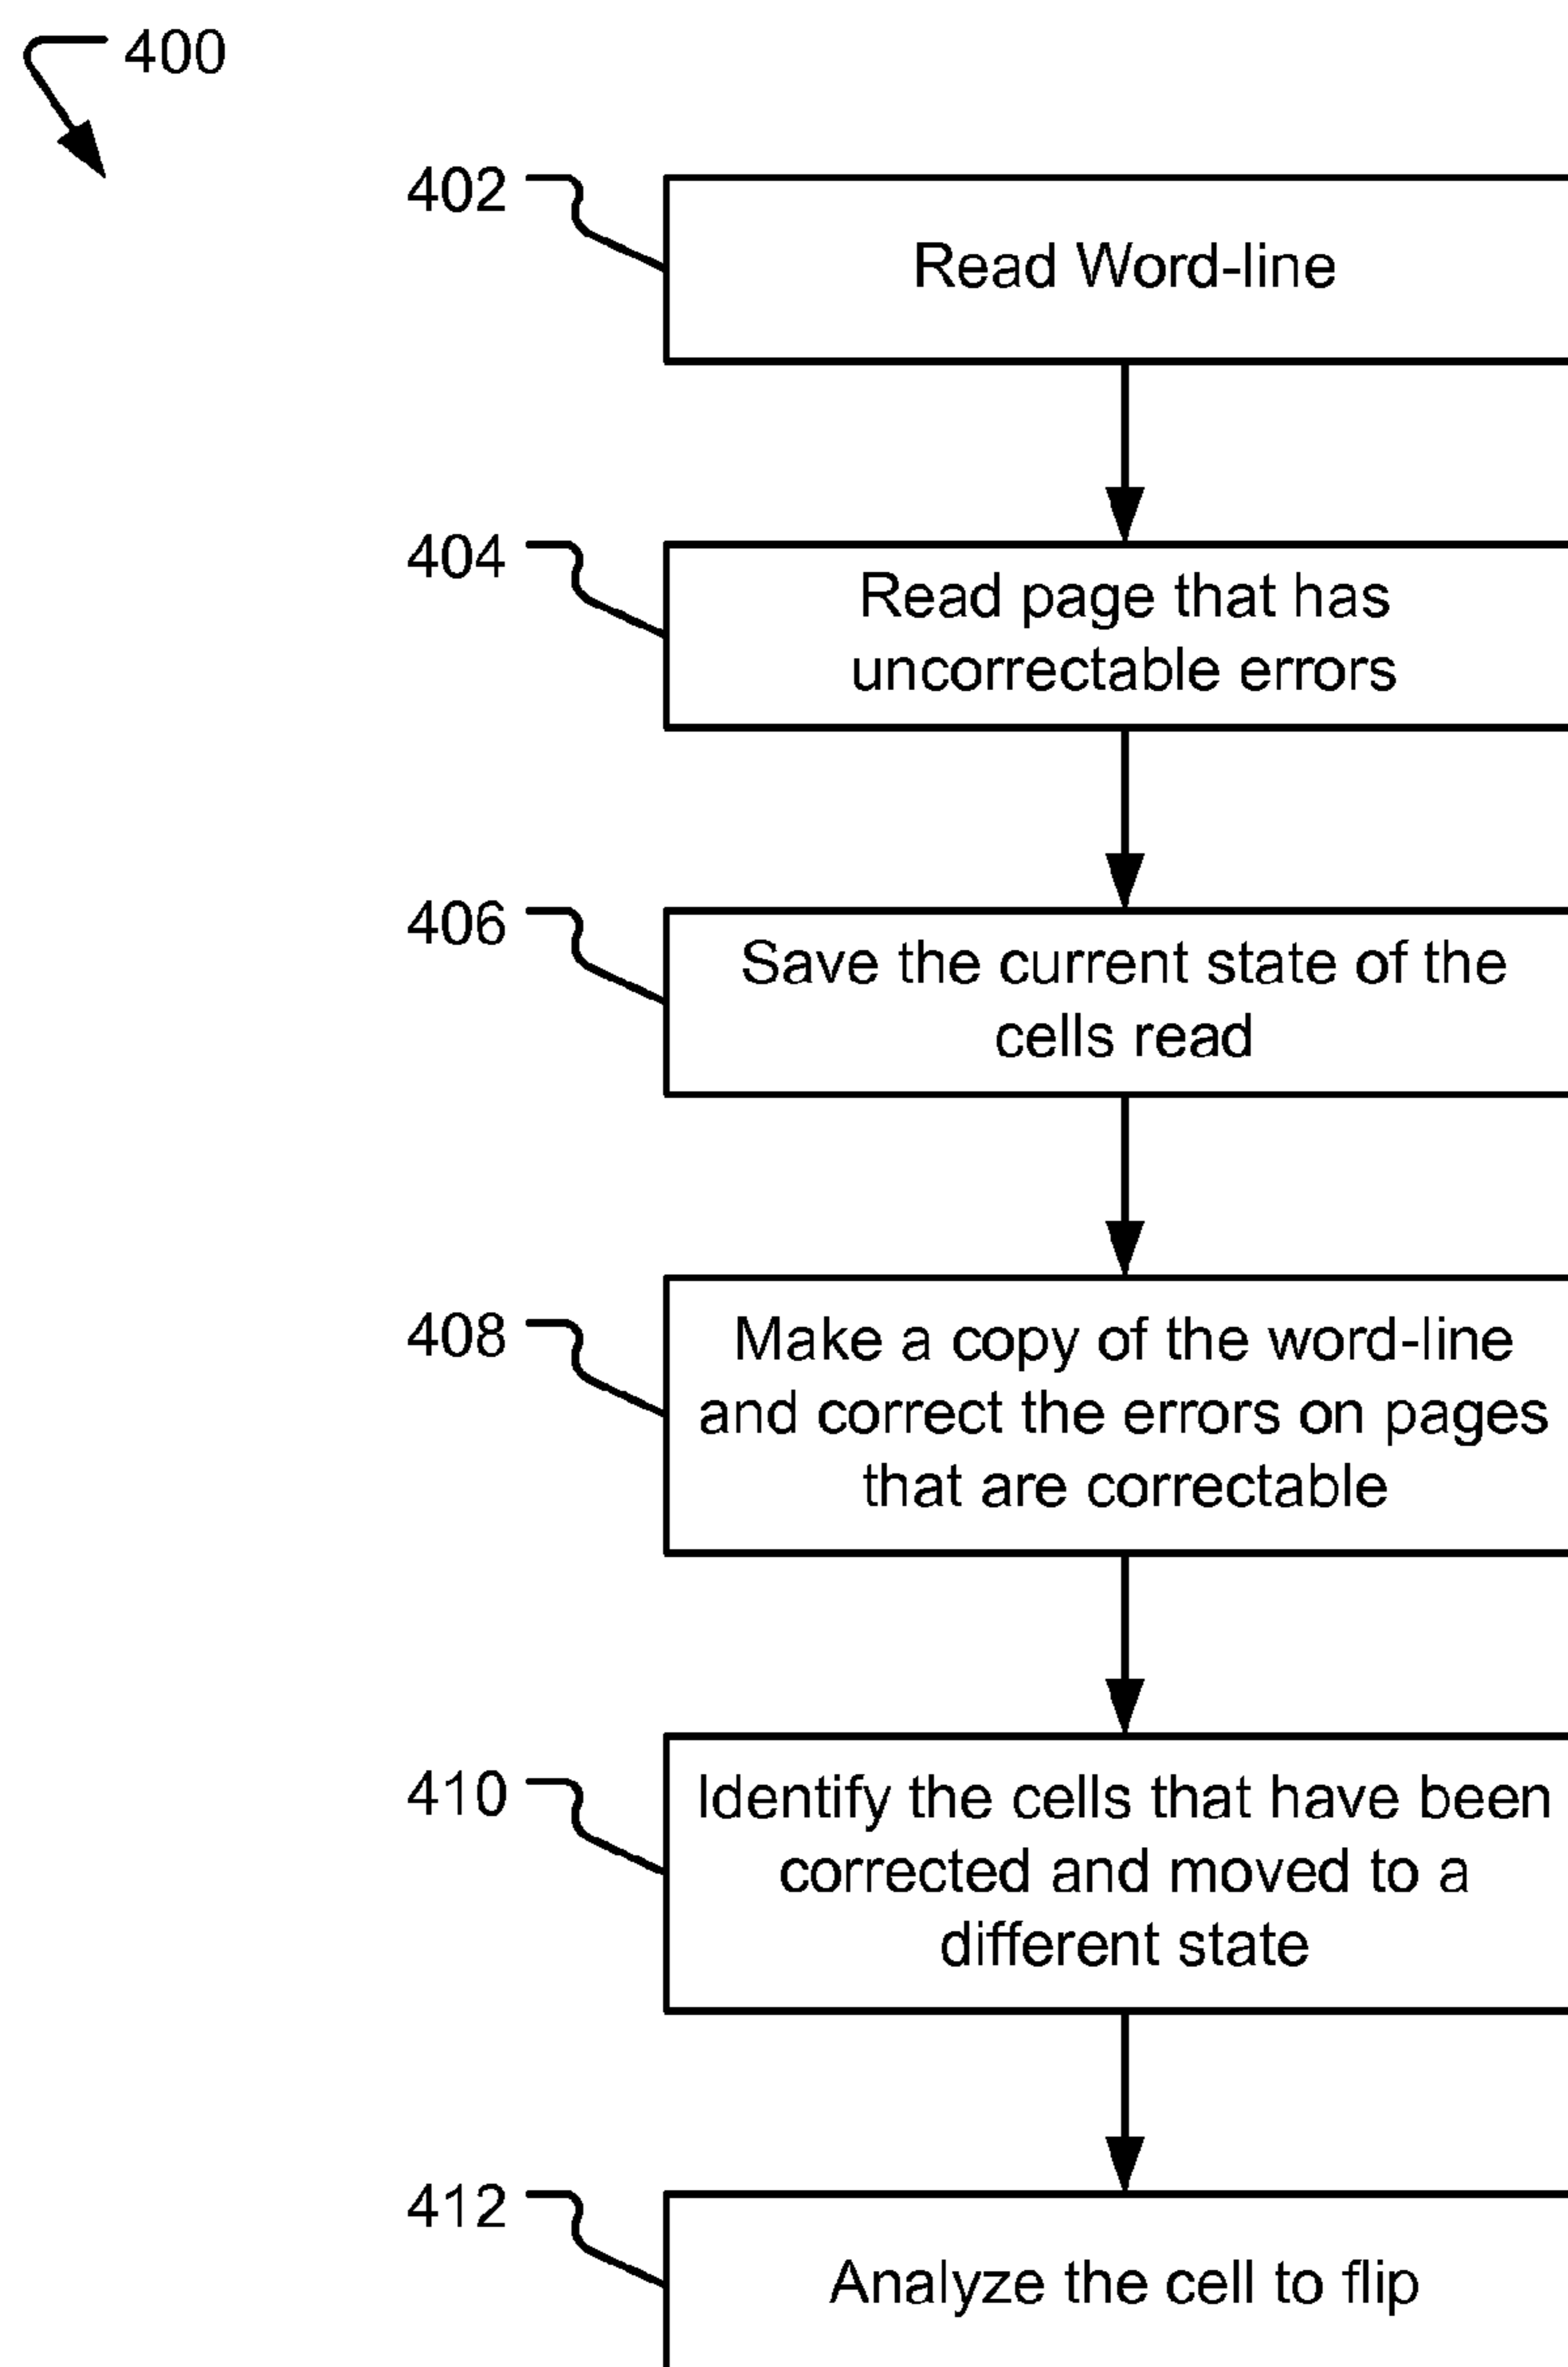 400
402
Read Word-line
404
Read page that has
uncorrectable errors
406
Save the current state of the
cells read
408
Make a copy of the word-line
and correct the errors on pages
that are correctable
410
Identify the cells that have been
corrected and moved to a
different state
412
Analyze the cell to flip